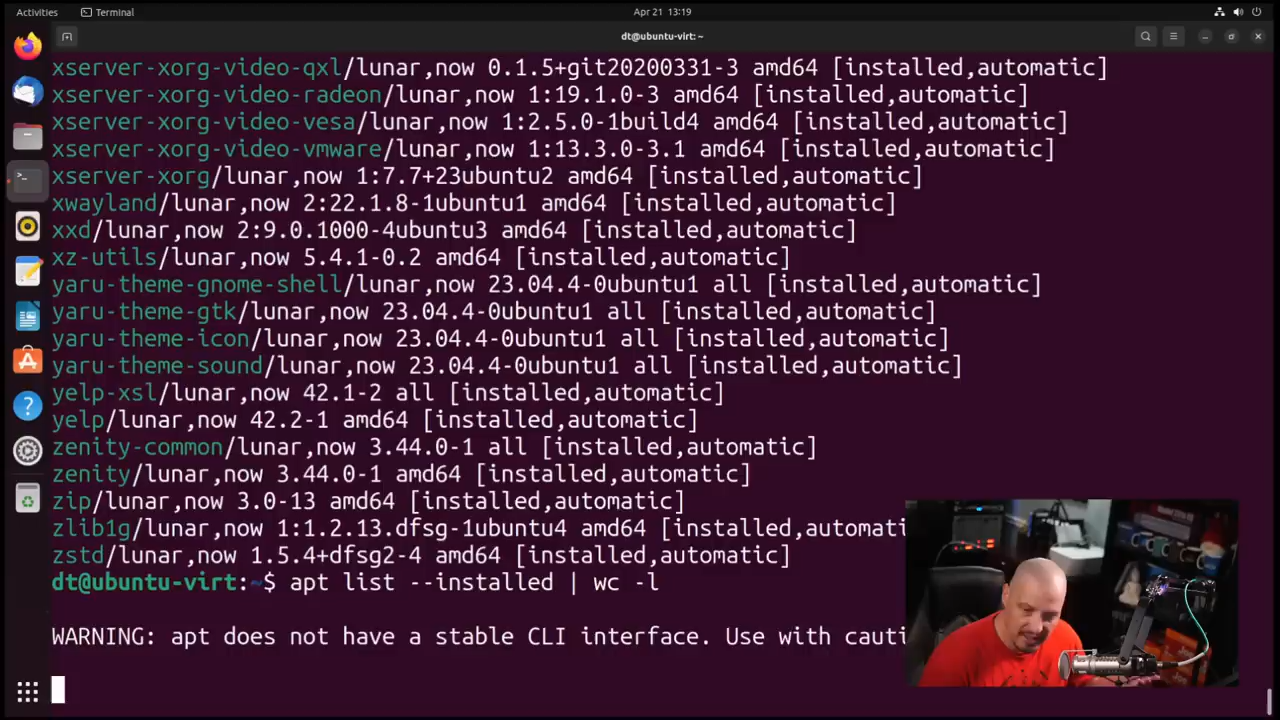 Activities
Terminal
Apr 21 13:19
dt@ubuntu-virt: ~
xserver-xorg-video-qxl/lunar,now 0.1.5+git20200331-3 amd64 [installed,automatic]
xserver-xorg-video-radeon/lunar,now 1:19.1.0-3 amd64 [installed,automatic]
xserver-xorg-video-vesa/lunar,now 1:2.5.0-1build4 amd64 [installed,automatic]
xserver-xorg-video-vmware/lunar,now 1:13.3.0-3.1 amd64 [installed,automatic]
xserver-xorg/lunar,now 1:7.7+23ubuntu2 amd64 [installed,automatic]
xwayland/lunar,now 2:22.1.8-1ubuntu1 amd64 [installed,automatic]
xxd/lunar,now 2:9.0.1000-4ubuntu3 amd64 [installed,automatic]
xz-utils/lunar,now 5.4.1-0.2 amd64 [installed,automatic]
yaru-theme-gnome-shell/lunar,now 23.04.4-0ubuntu1 all [installed,automatic]
yaru-theme-gtk/lunar,now 23.04.4-0ubuntu1 all [installed,automatic]
yaru-theme-icon/lunar,now 23.04.4-0ubuntu1 all [installed,automatic]
yaru-theme-sound/lunar,now 23.04.4-0ubuntu1 all [installed,automatic]
yelp-xsl/lunar,now 42.1-2 all [installed,automatic]
yelp/lunar,now 42.2-1 amd64 [installed,automatic]
zenity-common/lunar,now 3.44.0-1 all [installed,automatic]
zenity/lunar,now 3.44.0-1 amd64 [installed,automatic]
zip/lunar,now 3.0-13 amd64 [installed,automatic]
zlib1g/lunar,now 1:1.2.13.dfsg-1ubuntu4 amd64 [installed,automati
zstd/lunar,now 1.5.4+dfsg2-4 amd64 [installed,automatic]
dt@ubuntu-virt:~$ apt list --installed | wc -l
WARNING: apt does not have a stable CLI interface. Use with cauti